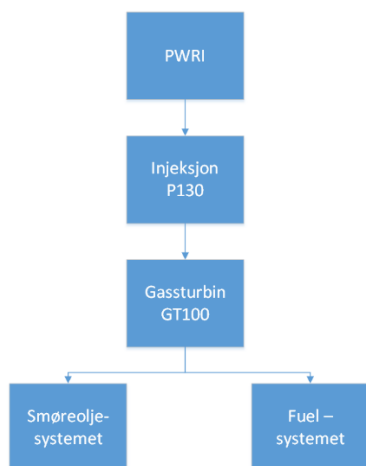 PWRI
Injeksjon
P130
Gassturbin
GT100
Smøreolje-
systemet
Fuel –
systemet